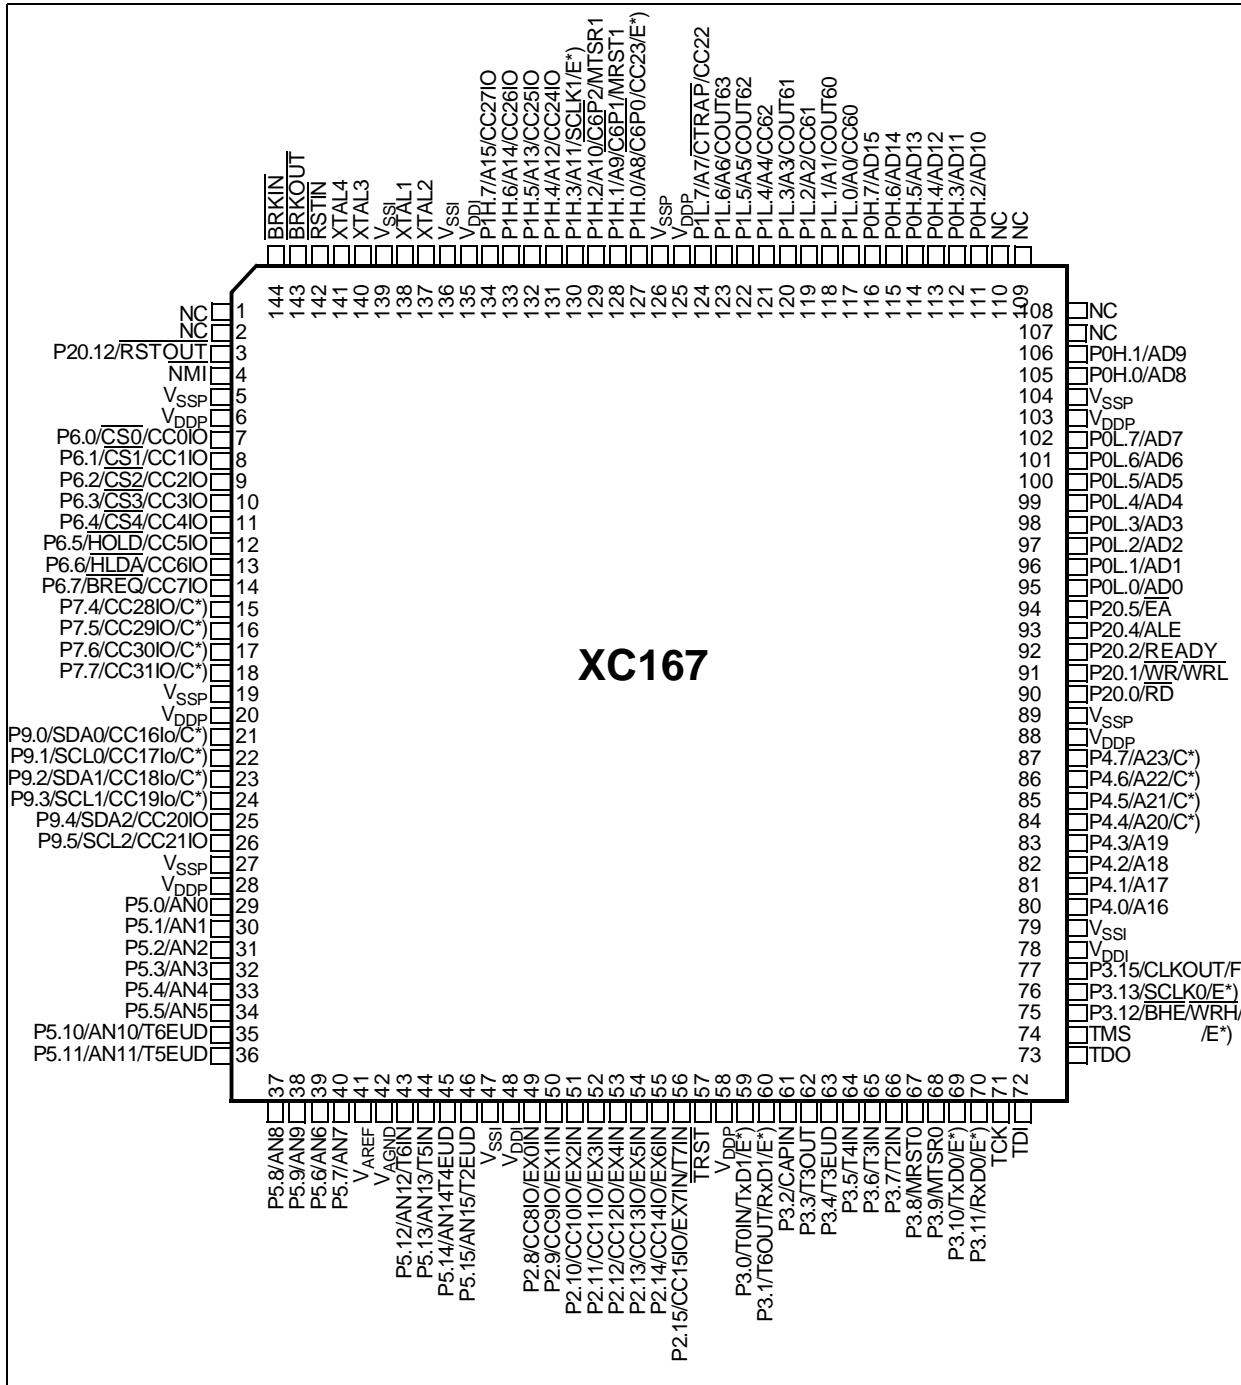 BRKIN
BRKOUT
RSTIN
XTAL4
XTAL3
VSSI
XTAL1
XTAL2
VSSI
VDDI
P1H.7/A15/CC27IO
P1H.6/A14/CC26IO
P1H.5/A13/CC25IO
P1H.4/A12/CC24IO
P1H.3/A11/SCLK1/E*)
P1H.2/A10/C6P2/MTSR1
P1H.1/A9/C6P1/MRST1
P1H.0/A8/C6P0/CC23/E*)
VSSP
VDDP
P1L.7/A7/CTRAP/CC22
P1L.6/A6/COUT63
P1L.5/A5/COUT62
P1L.4/A4/CC62
P1L.3/A3/COUT61
P1L.2/A2/CC61
P1L.1/A1/COUT60
P1L.0/A0/CC60
P0H.7/AD15
P0H.6/AD14
P0H.5/AD13
P0H.4/AD12
P0H.3/AD11
P0H.2/AD10
NC
NC
144
143
142
141
140
139
138
137
136
135
134
133
132
131
130
129
128
127
126
125
124
123
122
121
120
119
118
117
116
115
114
113
112
111
110
109
NC 1
NC 2
P20.12/RSTOUT 3
NMI 4
VSSP 5
VDDP 6
P6.0/CS0/CC0IO 7
P6.1/CS1/CC1IO 8
P6.2/CS2/CC2IO 9
P6.3/CS3/CC3IO 10
P6.4/CS4/CC4IO 11
P6.5/HOLD/CC5IO 12
P6.6/HLDA/CC6IO 13
P6.7/BREQ/CC7IO 14
P7.4/CC28IO/C*) 15
P7.5/CC29IO/C*) 16
P7.6/CC30IO/C*) 17
P7.7/CC31IO/C*) 18
VSSP 19
VDDP 20
P9.0/SDA0/CC16Io/C*) 21
P9.1/SCL0/CC17Io/C*) 22
P9.2/SDA1/CC18Io/C*) 23
P9.3/SCL1/CC19Io/C*) 24
P9.4/SDA2/CC20IO 25
P9.5/SCL2/CC21IO 26
VSSP 27
VDDP 28
P5.0/AN0 29
P5.1/AN1 30
P5.2/AN2 31
P5.3/AN3 32
P5.4/AN4 33
P5.5/AN5 34
P5.10/AN10/T6EUD 35
P5.11/AN11/T5EUD 36
XC167
108 NC
107 NC
106 P0H.1/AD9
105 P0H.0/AD8
104 VSSP
103 VDDP
102 P0L.7/AD7
101 P0L.6/AD6
100 P0L.5/AD5
99 P0L.4/AD4
98 P0L.3/AD3
97 P0L.2/AD2
96 P0L.1/AD1
95 P0L.0/AD0
94 P20.5/EA
93 P20.4/ALE
92 P20.2/READY
91 P20.1/WR/WRL
90 P20.0/RD
89 VSSP
88 VDDP
87 P4.7/A23/C*)
86 P4.6/A22/C*)
85 P4.5/A21/C*)
84 P4.4/A20/C*)
83 P4.3/A19
82 P4.2/A18
81 P4.1/A17
80 P4.0/A16
79 VSSI
78 VDDI
77 P3.15/CLKOUT/F
76 P3.13/SCLK0/E*)
75 P3.12/BHE/WRH/
74 TMS /E*)
73 TDO
37
38
39
40
41
42
43
44
45
46
47
48
49
50
51
52
53
54
55
56
57
58
59
60
61
62
63
64
65
66
67
68
69
70
71
72
P5.8/AN8
P5.9/AN9
P5.6/AN6
P5.7/AN7
VAREF
VAGND
P5.12/AN12/T6IN
P5.13/AN13/T5IN
P5.14/AN14T4EUD
P5.15/AN15/T2EUD
VSSI
VDDI
P2.8/CC8IO/EX0IN
P2.9/CC9IO/EX1IN
P2.10/CC10IO/EX2IN
P2.11/CC11IO/EX3IN
P2.12/CC12IO/EX4IN
P2.13/CC13IO/EX5IN
P2.14/CC14IO/EX6IN
P2.15/CC15IO/EX7IN/T7IN
TRST
VDDP
P3.0/T0IN/TxD1/E*)
P3.1/T6OUT/RxD1/E*)
P3.2/CAPIN
P3.3/T3OUT
P3.4/T3EUD
P3.5/T4IN
P3.6/T3IN
P3.7/T2IN
P3.8/MRST0
P3.9/MTSR0
P3.10/TxD0/E*)
P3.11/RxD0/E*)
TCK
TDI